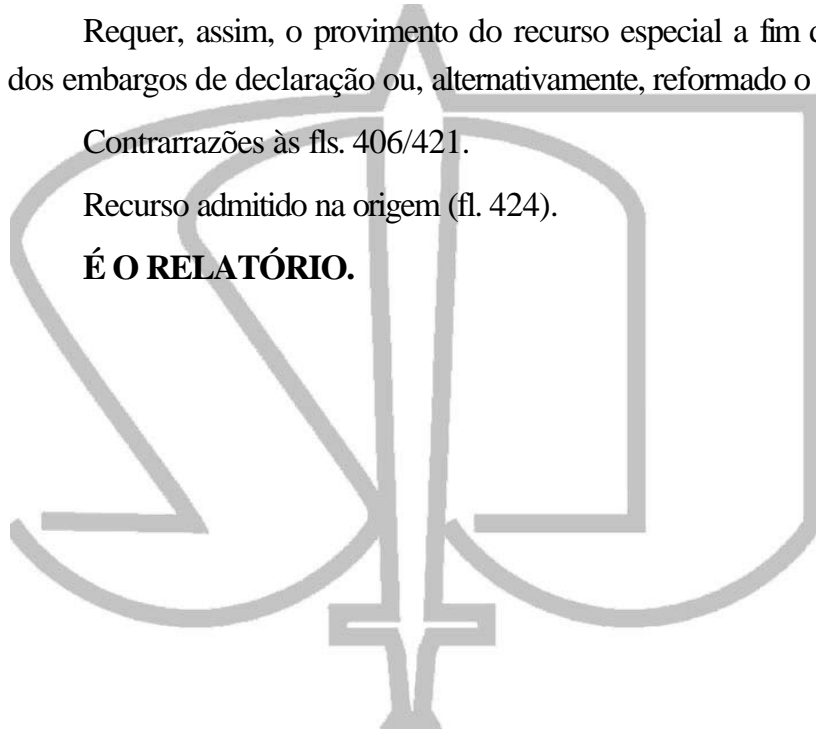 Requer, assim, o provimento do recurso especial a fim
dos embargos de declaração ou, alternativamente, reformado o
Contrarrazões às fls. 406/421.
Recurso admitido na origem (fl. 424).
É O RELATÓRIO.